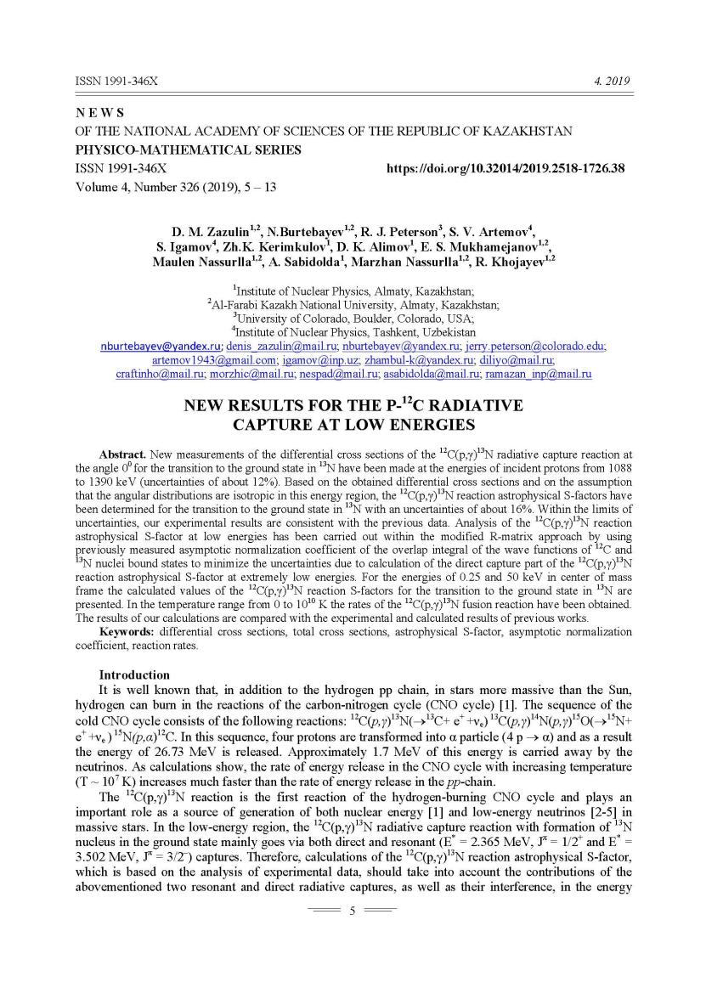 ISSN 1991-346X 4. 2019
N E W S
OF THE NATIONAL ACADEMY OF SCIENCES OF THE REPUBLIC OF KAZAKHSTAN
PHYSICO-MATHEMATICAL SERIES
ISSN 1991-346X https://doi.org/10.32014/2019.2518-1726.38
Volume 4, Number 326 (2019), 5 – 13
D. M. Zazulin¹,², N.Burtebayev¹,², R. J. Peterson³, S. V. Artemov⁴,
S. Igamov⁴, Zh.K. Kerimkulov¹, D. K. Alimov¹, E. S. Mukhamejanov¹,²,
Maulen Nassurlla¹,², A. Sabidolda¹, Marzhan Nassurlla¹,², R. Khojayev¹,²
¹Institute of Nuclear Physics, Almaty, Kazakhstan;
²Al-Farabi Kazakh National University, Almaty, Kazakhstan;
³University of Colorado, Boulder, Colorado, USA;
⁴Institute of Nuclear Physics, Tashkent, Uzbekistan
nburtebayev@yandex.ru; denis_zazulin@mail.ru; nburtebayev@yandex.ru; jerry.peterson@colorado.edu;
artemov1943@gmail.com; igamov@inp.uz; zhambul-k@yandex.ru; diliyo@mail.ru;
craftinho@mail.ru; morzhic@mail.ru; nespad@mail.ru; asabidolda@mail.ru; ramazan_inp@mail.ru
NEW RESULTS FOR THE P-¹²C RADIATIVE
CAPTURE AT LOW ENERGIES
Abstract. New measurements of the differential cross sections of the ¹²C(p,γ)¹³N radiative capture reaction at
the angle 0⁰ for the transition to the ground state in ¹³N have been made at the energies of incident protons from 1088
to 1390 keV (uncertainties of about 12%). Based on the obtained differential cross sections and on the assumption
that the angular distributions are isotropic in this energy region, the ¹²C(p,γ)¹³N reaction astrophysical S-factors have
been determined for the transition to the ground state in ¹³N with an uncertainties of about 16%. Within the limits of
uncertainties, our experimental results are consistent with the previous data. Analysis of the ¹²C(p,γ)¹³N reaction
astrophysical S-factor at low energies has been carried out within the modified R-matrix approach by using
previously measured asymptotic normalization coefficient of the overlap integral of the wave functions of ¹²C and
¹³N nuclei bound states to minimize the uncertainties due to calculation of the direct capture part of the ¹²C(p,γ)¹³N
reaction astrophysical S-factor at extremely low energies. For the energies of 0.25 and 50 keV in center of mass
frame the calculated values of the ¹²C(p,γ)¹³N reaction S-factors for the transition to the ground state in ¹³N are
presented. In the temperature range from 0 to 10¹⁰ K the rates of the ¹²C(p,γ)¹³N fusion reaction have been obtained.
The results of our calculations are compared with the experimental and calculated results of previous works.
Keywords: differential cross sections, total cross sections, astrophysical S-factor, asymptotic normalization
coefficient, reaction rates.
Introduction
It is well known that, in addition to the hydrogen pp chain, in stars more massive than the Sun,
hydrogen can burn in the reactions of the carbon-nitrogen cycle (CNO cycle) [1]. The sequence of the
cold CNO cycle consists of the following reactions: ¹²C(p,γ)¹³N(→¹³C+ e⁺ +νₑ) ¹³C(p,γ)¹⁴N(p,γ)¹⁵O(→¹⁵N+
e⁺ +νₑ ) ¹⁵N(p,α)¹²C. In this sequence, four protons are transformed into α particle (4 p → α) and as a result
the energy of 26.73 MeV is released. Approximately 1.7 MeV of this energy is carried away by the
neutrinos. As calculations show, the rate of energy release in the CNO cycle with increasing temperature
(T ~ 10⁷ K) increases much faster than the rate of energy release in the pp-chain.
The ¹²C(p,γ)¹³N reaction is the first reaction of the hydrogen-burning CNO cycle and plays an
important role as a source of generation of both nuclear energy [1] and low-energy neutrinos [2-5] in
massive stars. In the low-energy region, the ¹²C(p,γ)¹³N radiative capture reaction with formation of ¹³N
nucleus in the ground state mainly goes via both direct and resonant (E* = 2.365 MeV, Jᵖ = 1/2⁺ and E* =
3.502 MeV, J^π = 3/2⁻) captures. Therefore, calculations of the ¹²C(p,γ)¹³N reaction astrophysical S-factor,
which is based on the analysis of experimental data, should take into account the contributions of the
abovementioned two resonant and direct radiative captures, as well as their interference, in the energy
5